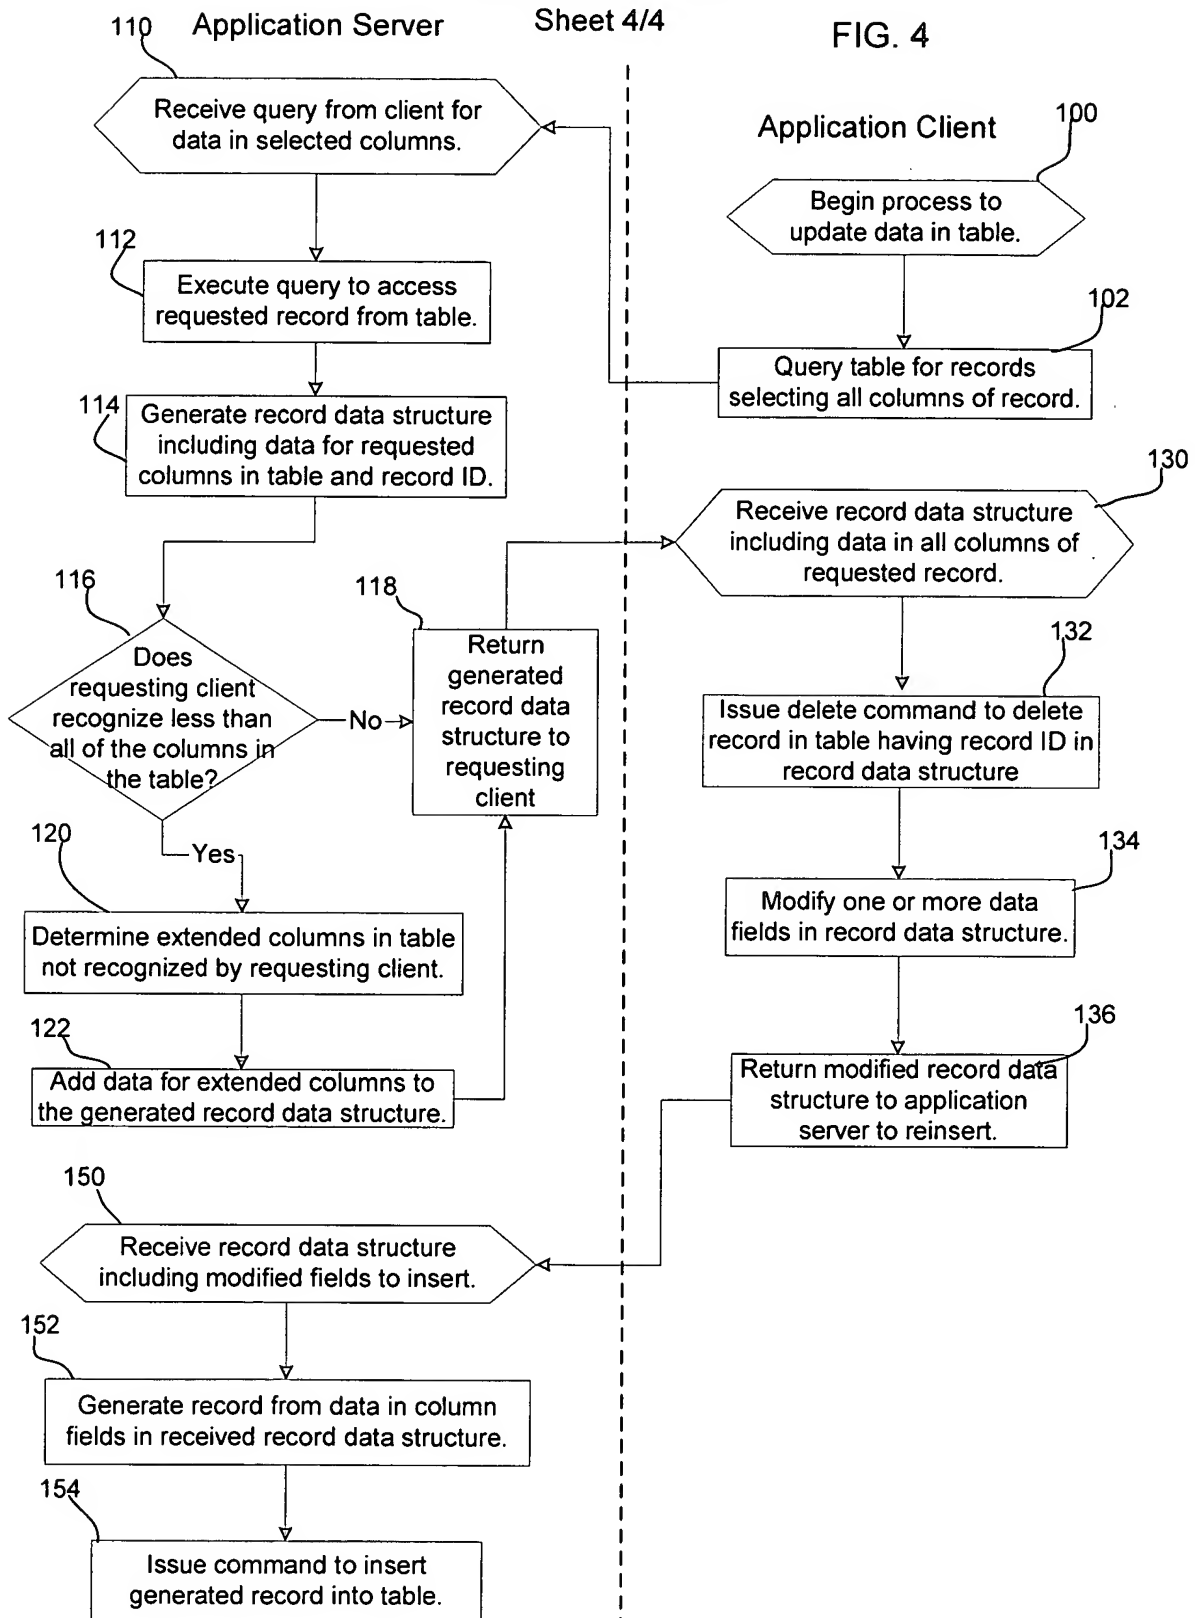 Sheet 4/4
FIG. 4
Application Server
110
Receive query from client for
data in selected columns.
112
Execute query to access
requested record from table.
114
Generate record data structure
including data for requested
columns in table and record ID.
116
Does
requesting client
recognize less than
all of the columns in
the table?
No
118
Return
generated
record data
structure to
requesting
client
Yes
120
Determine extended columns in table
not recognized by requesting client.
122
Add data for extended columns to
the generated record data structure.
150
Receive record data structure
including modified fields to insert.
152
Generate record from data in column
fields in received record data structure.
154
Issue command to insert
generated record into table.
Application Client
100
Begin process to
update data in table.
102
Query table for records
selecting all columns of record.
130
Receive record data structure
including data in all columns of
requested record.
132
Issue delete command to delete
record in table having record ID in
record data structure
134
Modify one or more data
fields in record data structure.
136
Return modified record data
structure to application
server to reinsert.